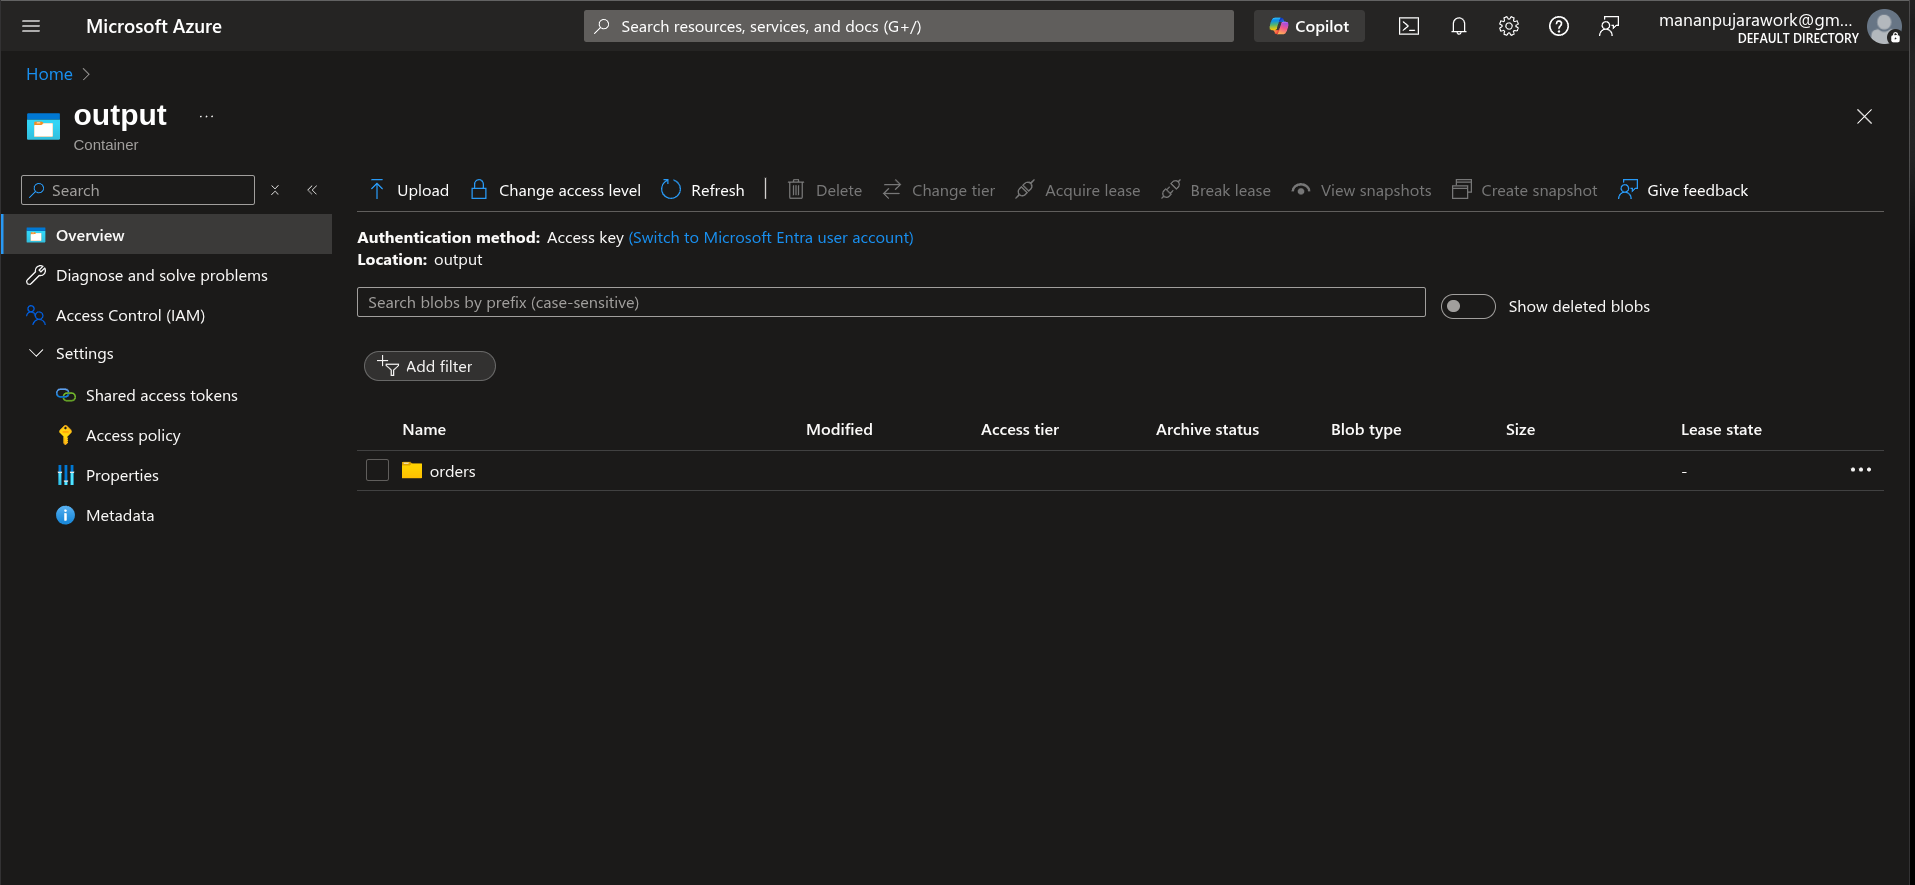 Microsoft Azure
Search resources, services, and docs (G+/)
Copilot
mananpujarawork@gm...
DEFAULT DIRECTORY
Home
output
...
Container
Search
Upload
Change access level
Refresh
Delete
Change tier
Acquire lease
Break lease
View snapshots
Create snapshot
Give feedback
Overview
Diagnose and solve problems
Access Control (IAM)
Settings
Shared access tokens
Access policy
Properties
Metadata
Authentication method: Access key (Switch to Microsoft Entra user account)
Location: output
Search blobs by prefix (case-sensitive)
Show deleted blobs
Add filter
Name Modified Access tier Archive status Blob type Size Lease state
orders -